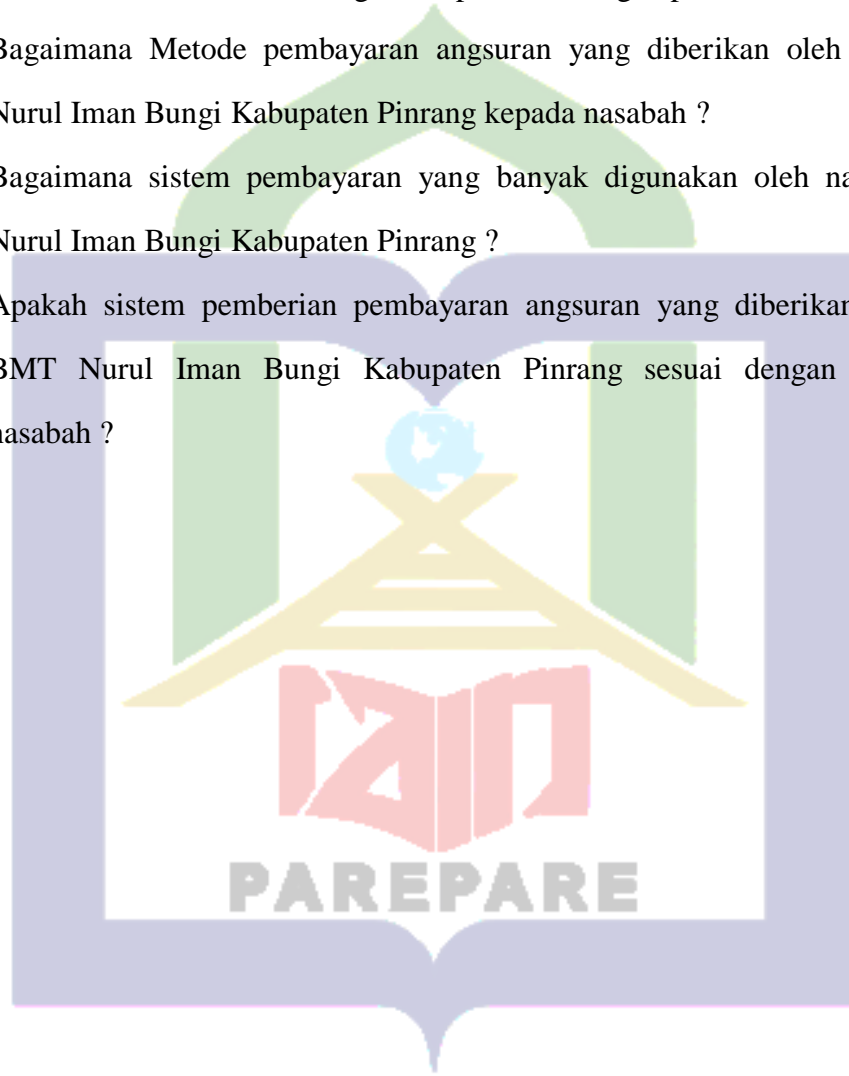 Bagaimana Metode pembayaran angsuran yang diberikan oleh
Nurul Iman Bungi Kabupaten Pinrang kepada nasabah ?
Bagaimana sistem pembayaran yang banyak digunakan oleh na
Nurul Iman Bungi Kabupaten Pinrang ?
Apakah sistem pemberian pembayaran angsuran yang diberikan
BMT Nurul Iman Bungi Kabupaten Pinrang sesuai dengan
nasabah ?
iain
PAREPARE